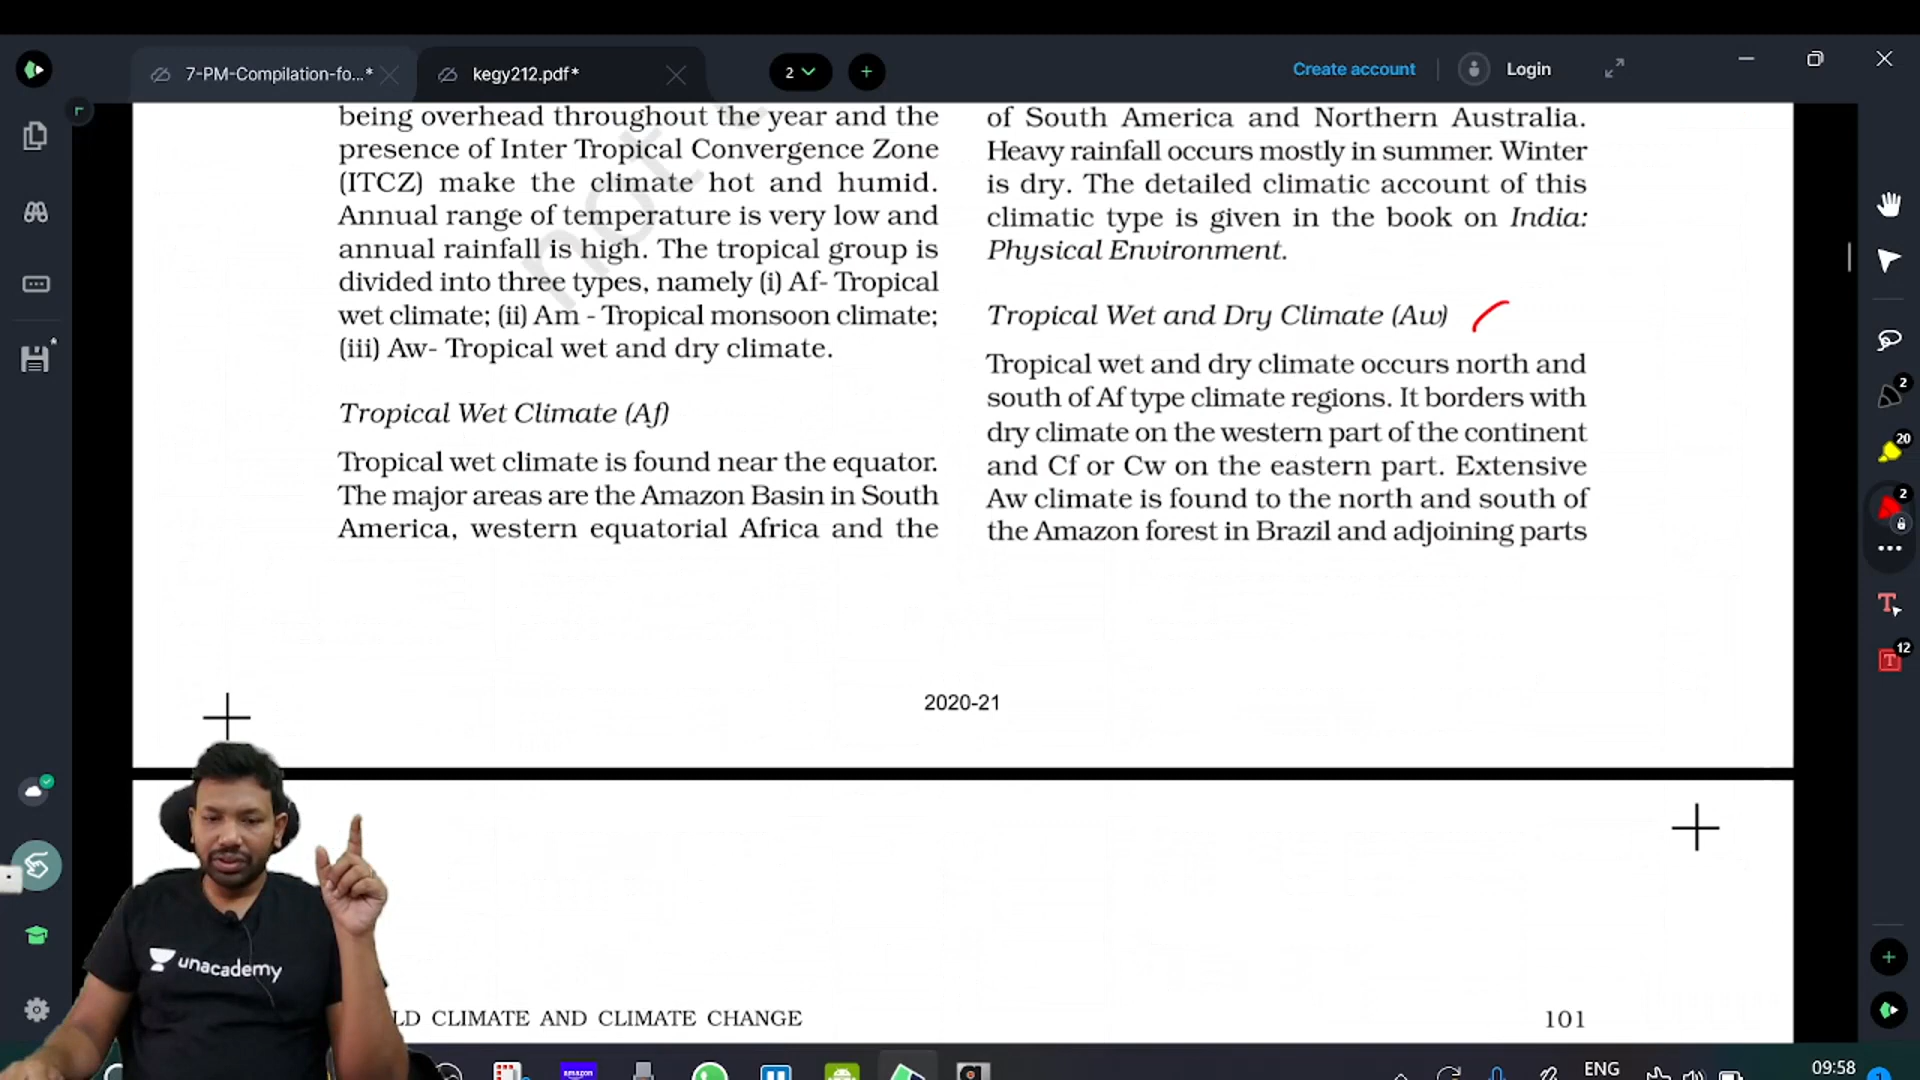 7-PM-Compilation-fo...*
kegy212.pdf*
2
Create account
Login
being overhead throughout the year and the
presence of Inter Tropical Convergence Zone
(ITCZ) make the climate hot and humid.
Annual range of temperature is very low and
annual rainfall is high. The tropical group is
divided into three types, namely (i) Af- Tropical
wet climate; (ii) Am - Tropical monsoon climate;
(iii) Aw- Tropical wet and dry climate.
Tropical Wet Climate (Af)
Tropical wet climate is found near the equator.
The major areas are the Amazon Basin in South
America, western equatorial Africa and the
of South America and Northern Australia.
Heavy rainfall occurs mostly in summer. Winter
is dry. The detailed climatic account of this
climatic type is given in the book on India:
Physical Environment.
Tropical Wet and Dry Climate (Aw)
Tropical wet and dry climate occurs north and
south of Af type climate regions. It borders with
dry climate on the western part of the continent
and Cf or Cw on the eastern part. Extensive
Aw climate is found to the north and south of
the Amazon forest in Brazil and adjoining parts
not
2020-21
2
20
2
T
T
12
unacademy
LD CLIMATE AND CLIMATE CHANGE
101
amazon
ENG
09:58
1